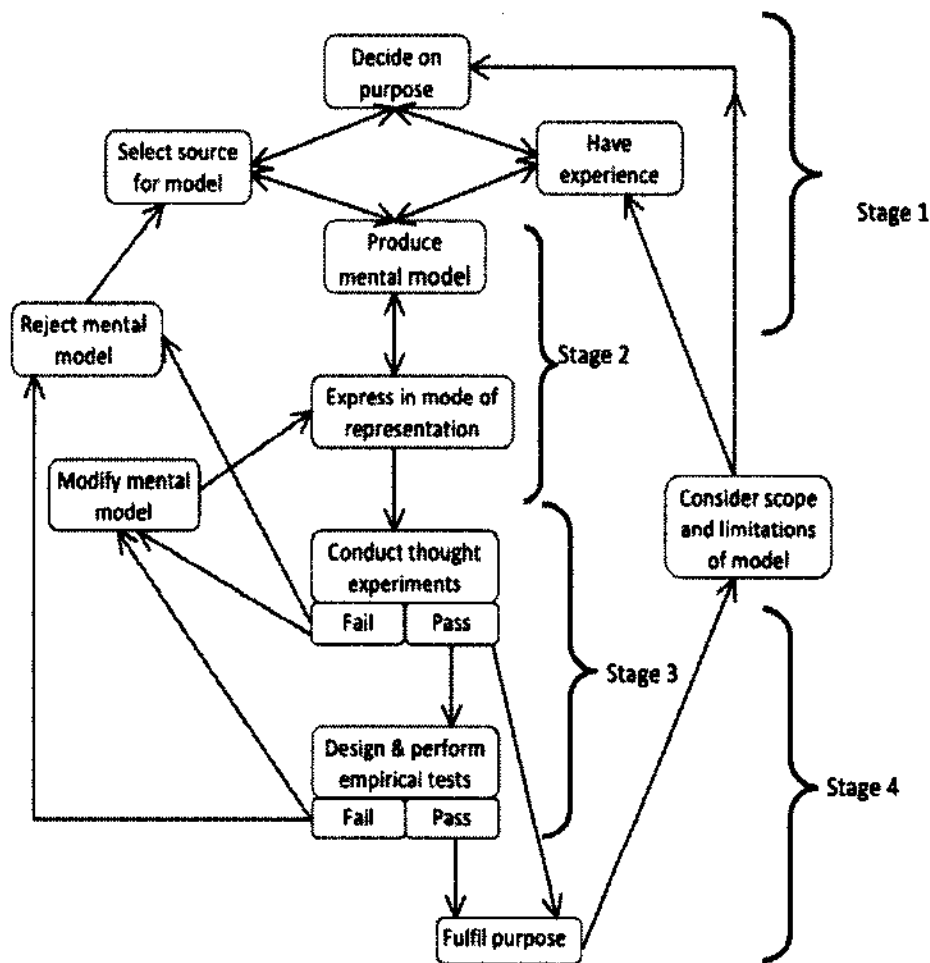 Decide on
purpose
Select source
for model
Have
experience
Stage 1
Produce
mental model
Reject mental
model
Stage 2
Express in mode of
representation
Modify mental
model
Consider scope
and limitations
of model
Conduct thought
experiments
Fail
Pass
Stage 3
Design & perform
empirical tests
Fail
Pass
Stage 4
Fulfil purpose